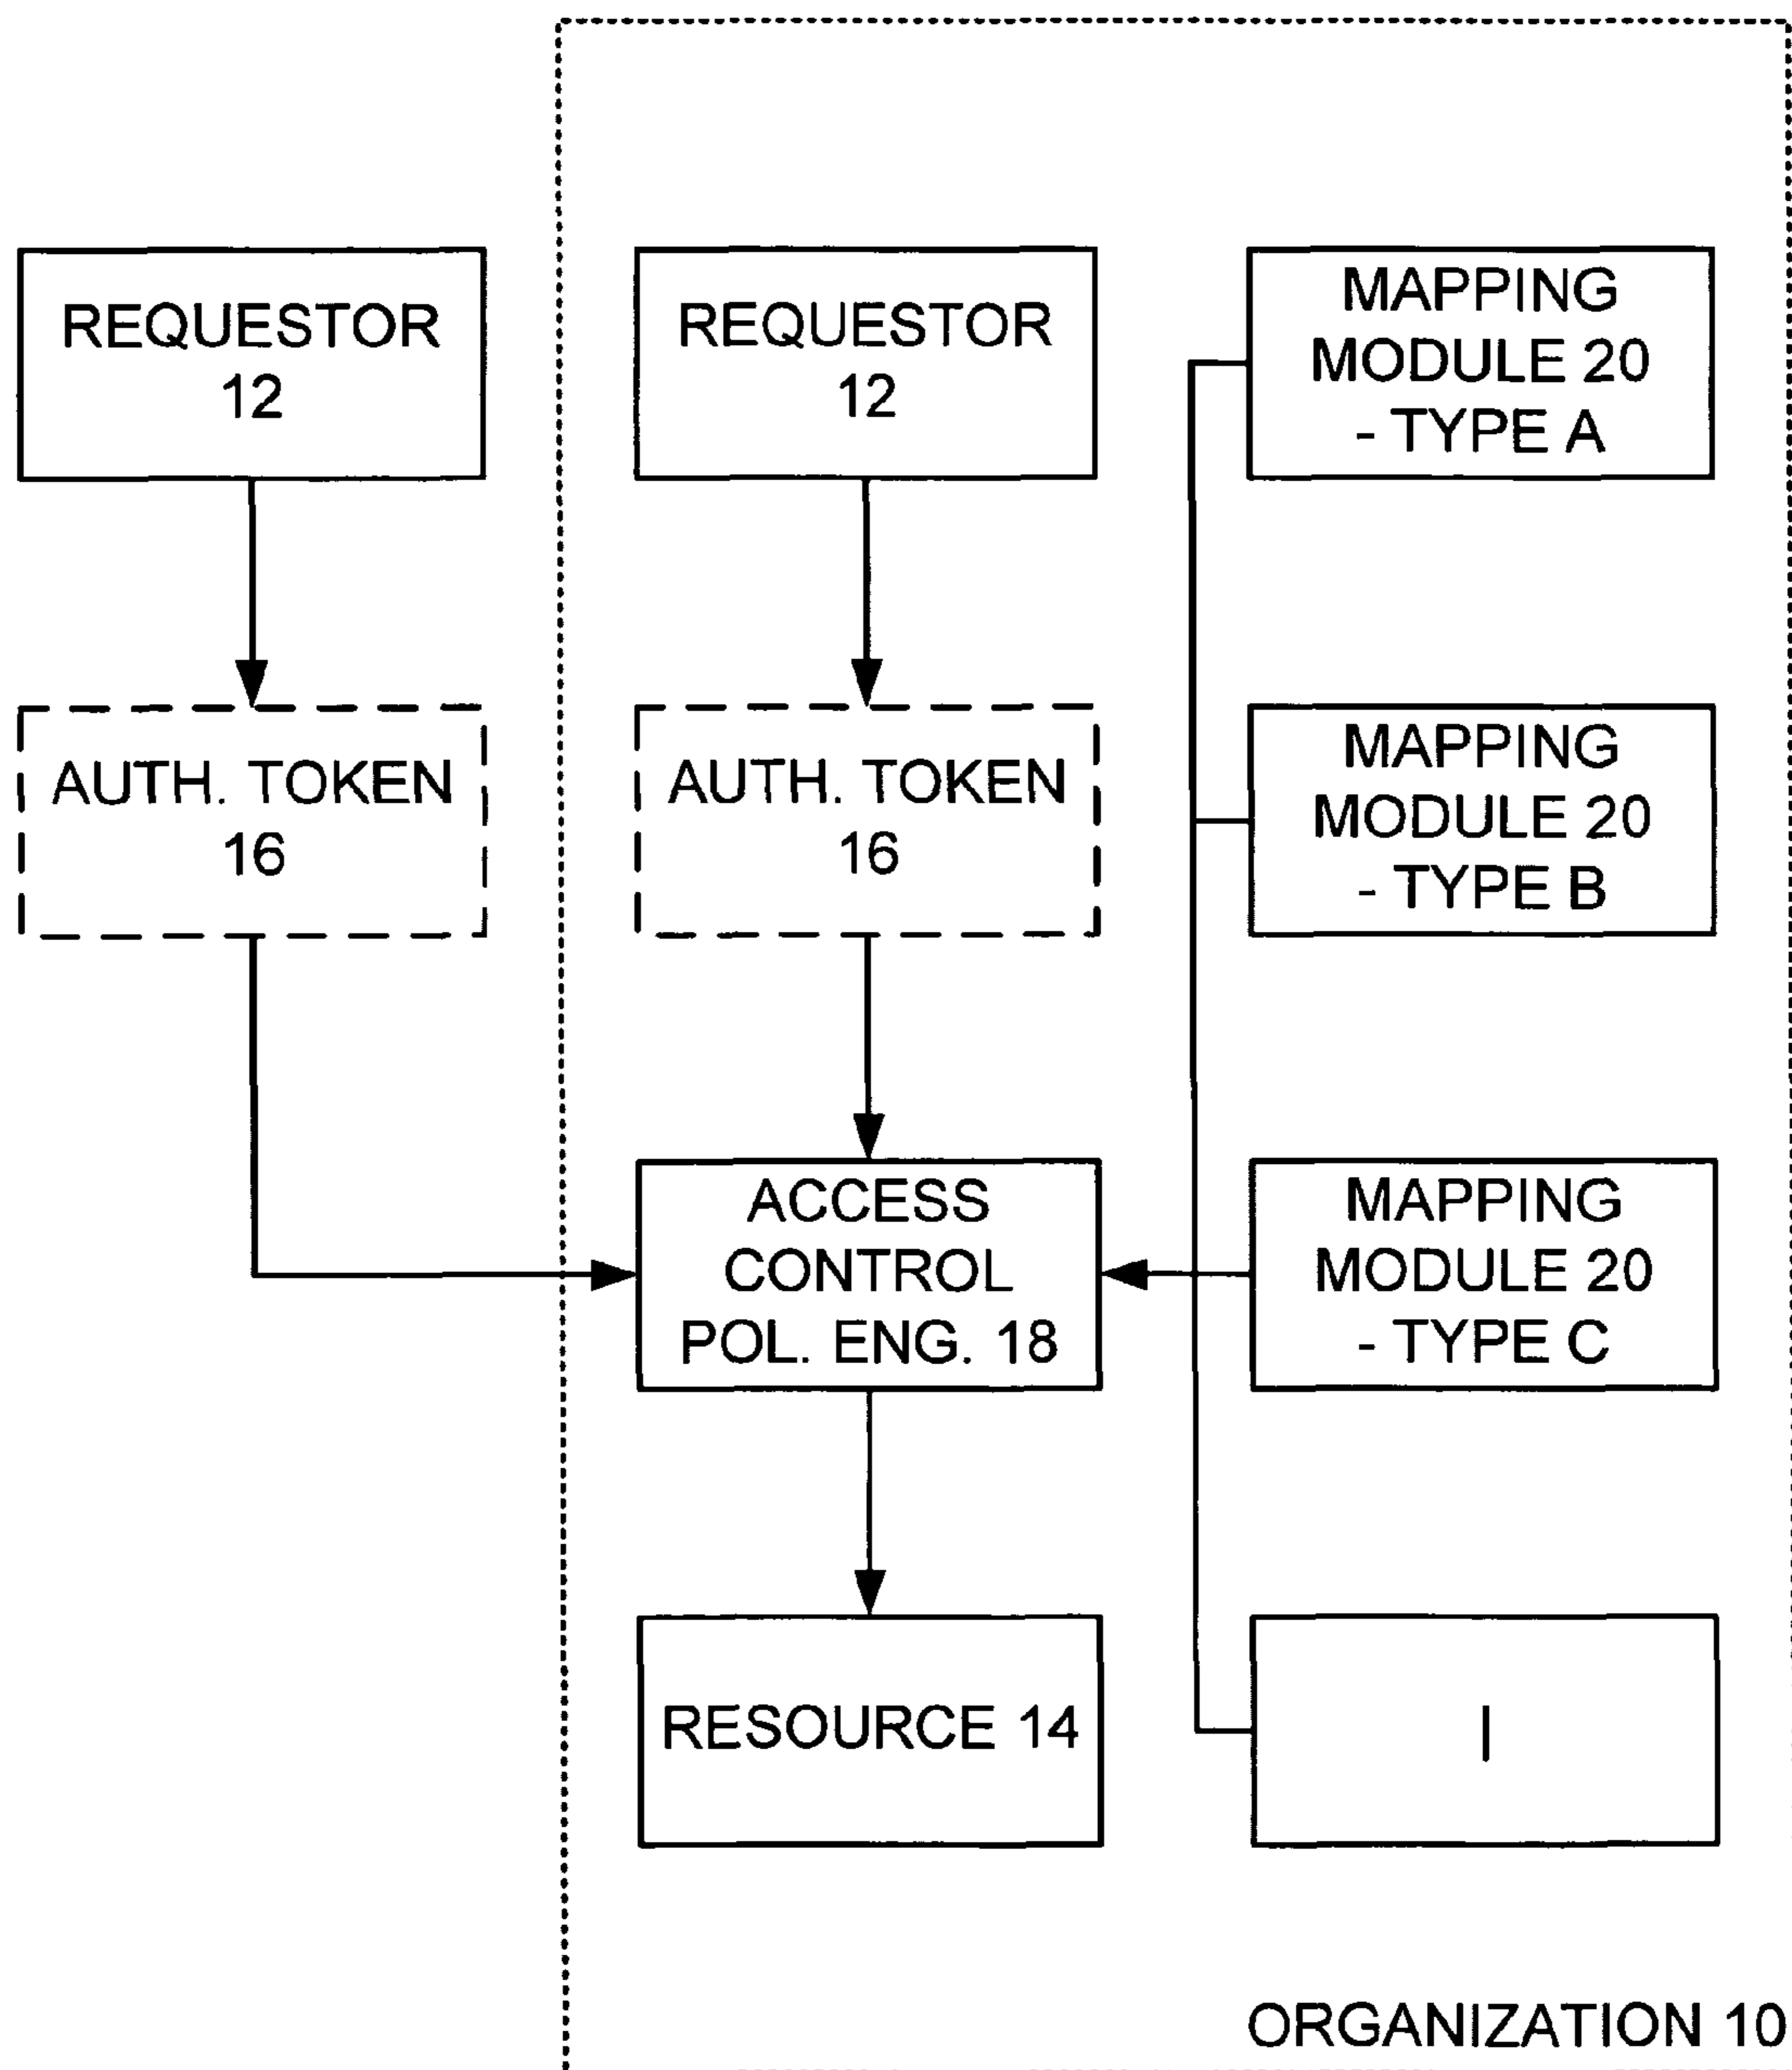 REQUESTOR
12
REQUESTOR
12
MAPPING
MODULE 20
- TYPE A
AUTH. TOKEN
16
AUTH. TOKEN
16
MAPPING
MODULE 20
- TYPE B
ACCESS
CONTROL
POL. ENG. 18
MAPPING
MODULE 20
- TYPE C
RESOURCE 14
|
ORGANIZATION 10